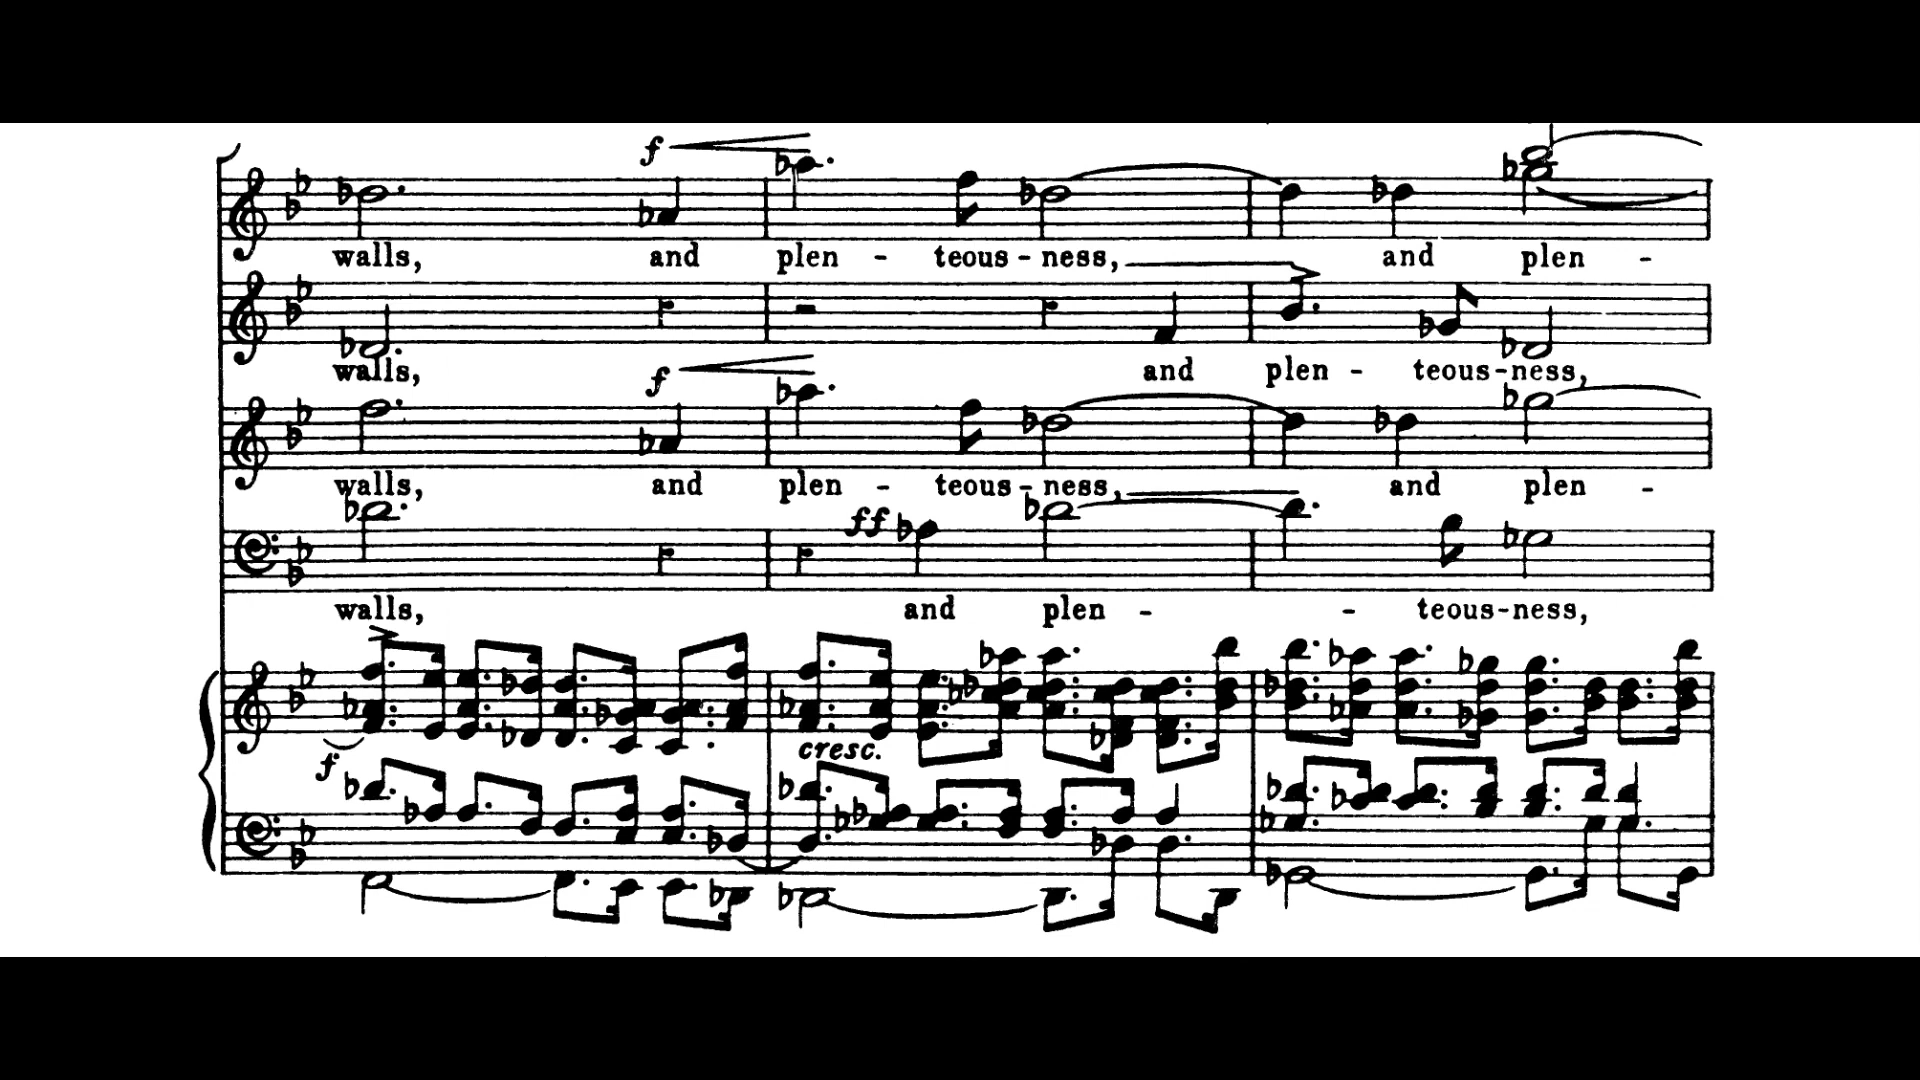 f
walls, and plen - teous - ness, and plen -
walls, and plen - teous - ness,
f
walls, and plen - teous - ness, and plen -
ff
walls, and plen - - teous - ness,
f cresc.